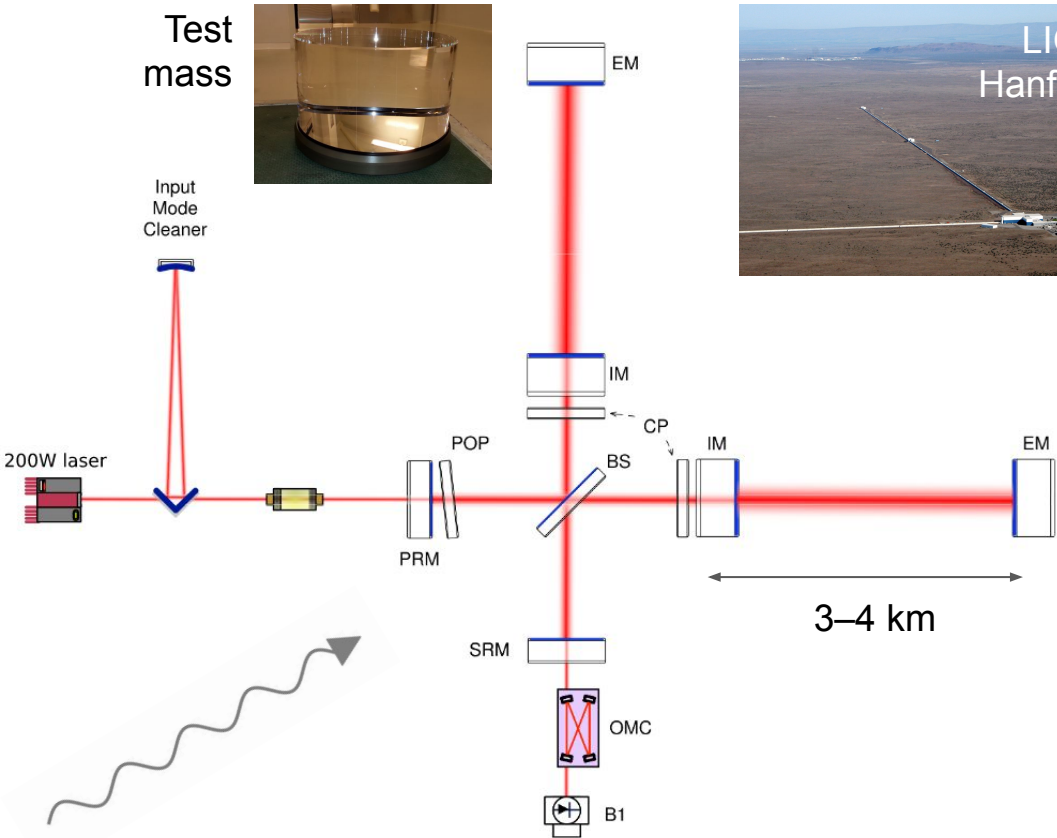 Test
mass
EM
Input
Mode
Cleaner
IM
CP
IM
EM
POP
BS
200W laser
PRM
3–4 km
SRM
OMC
B1